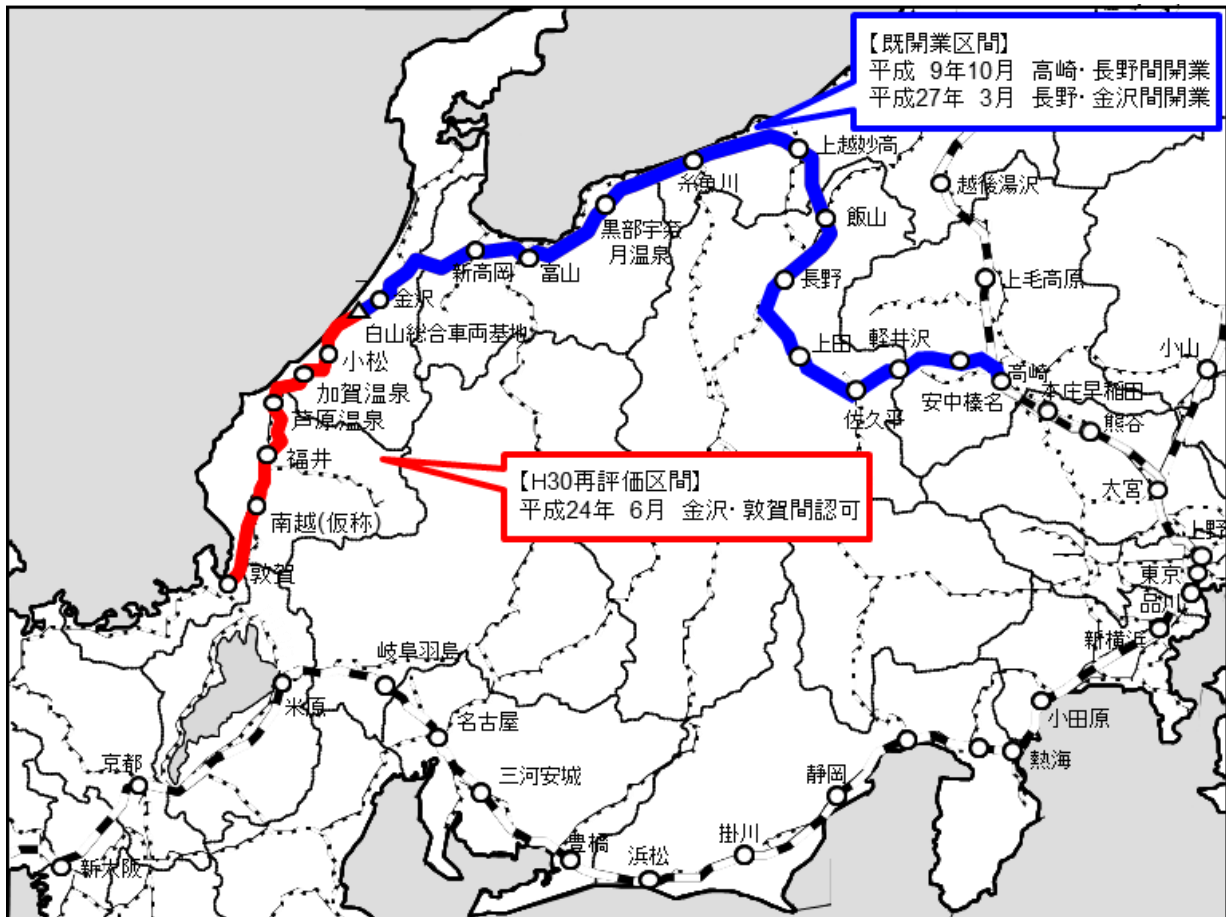 【既開業区間】
平成 9年10月 高崎・長野間開業
平成27年 3月 長野・金沢間開業
上越妙高
糸魚川
越後湯沢
飯山
黒部宇奈
月温泉
新高岡
富山
長野
上毛高原
金沢
白山総合車両基地
小松
上田
軽井沢
小山
加賀温泉
高崎
安中榛名
本庄早稲田
佐久平
芦原温泉
熊谷
福井
【H30再評価区間】
平成24年 6月 金沢・敦賀間認可
大宮
南越(仮称)
上野
敦賀
東京
品川
新横浜
岐阜羽島
米原
小田原
名古屋
熱海
京都
三河安城
静岡
掛川
豊橋
浜松
新大阪